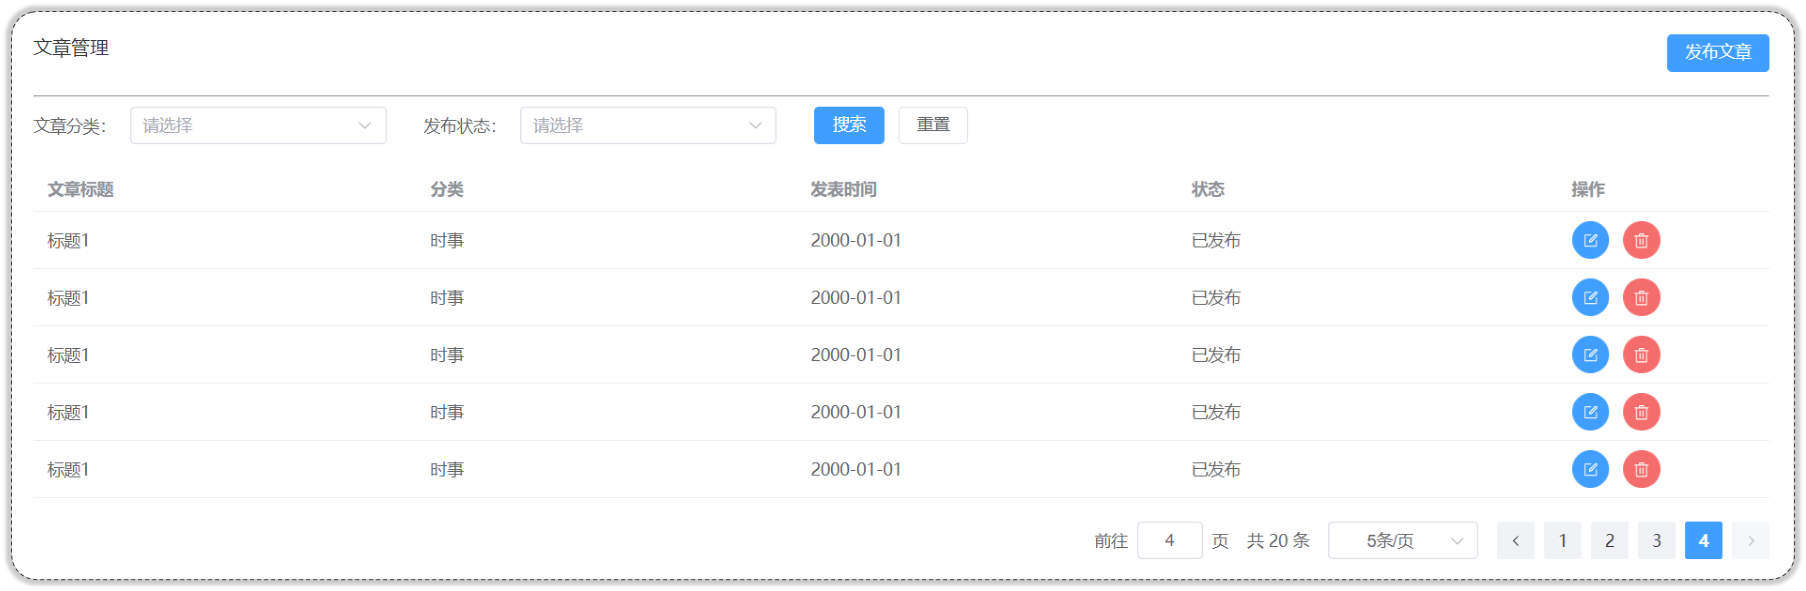 文章管理
发布文章
文章分类： 请选择 发布状态： 请选择 搜索 重置
文章标题 分类 发表时间 状态 操作
标题1 时事 2000-01-01 已发布
标题1 时事 2000-01-01 已发布
标题1 时事 2000-01-01 已发布
标题1 时事 2000-01-01 已发布
标题1 时事 2000-01-01 已发布
前往 4 页 共 20 条 5条/页 1 2 3 4